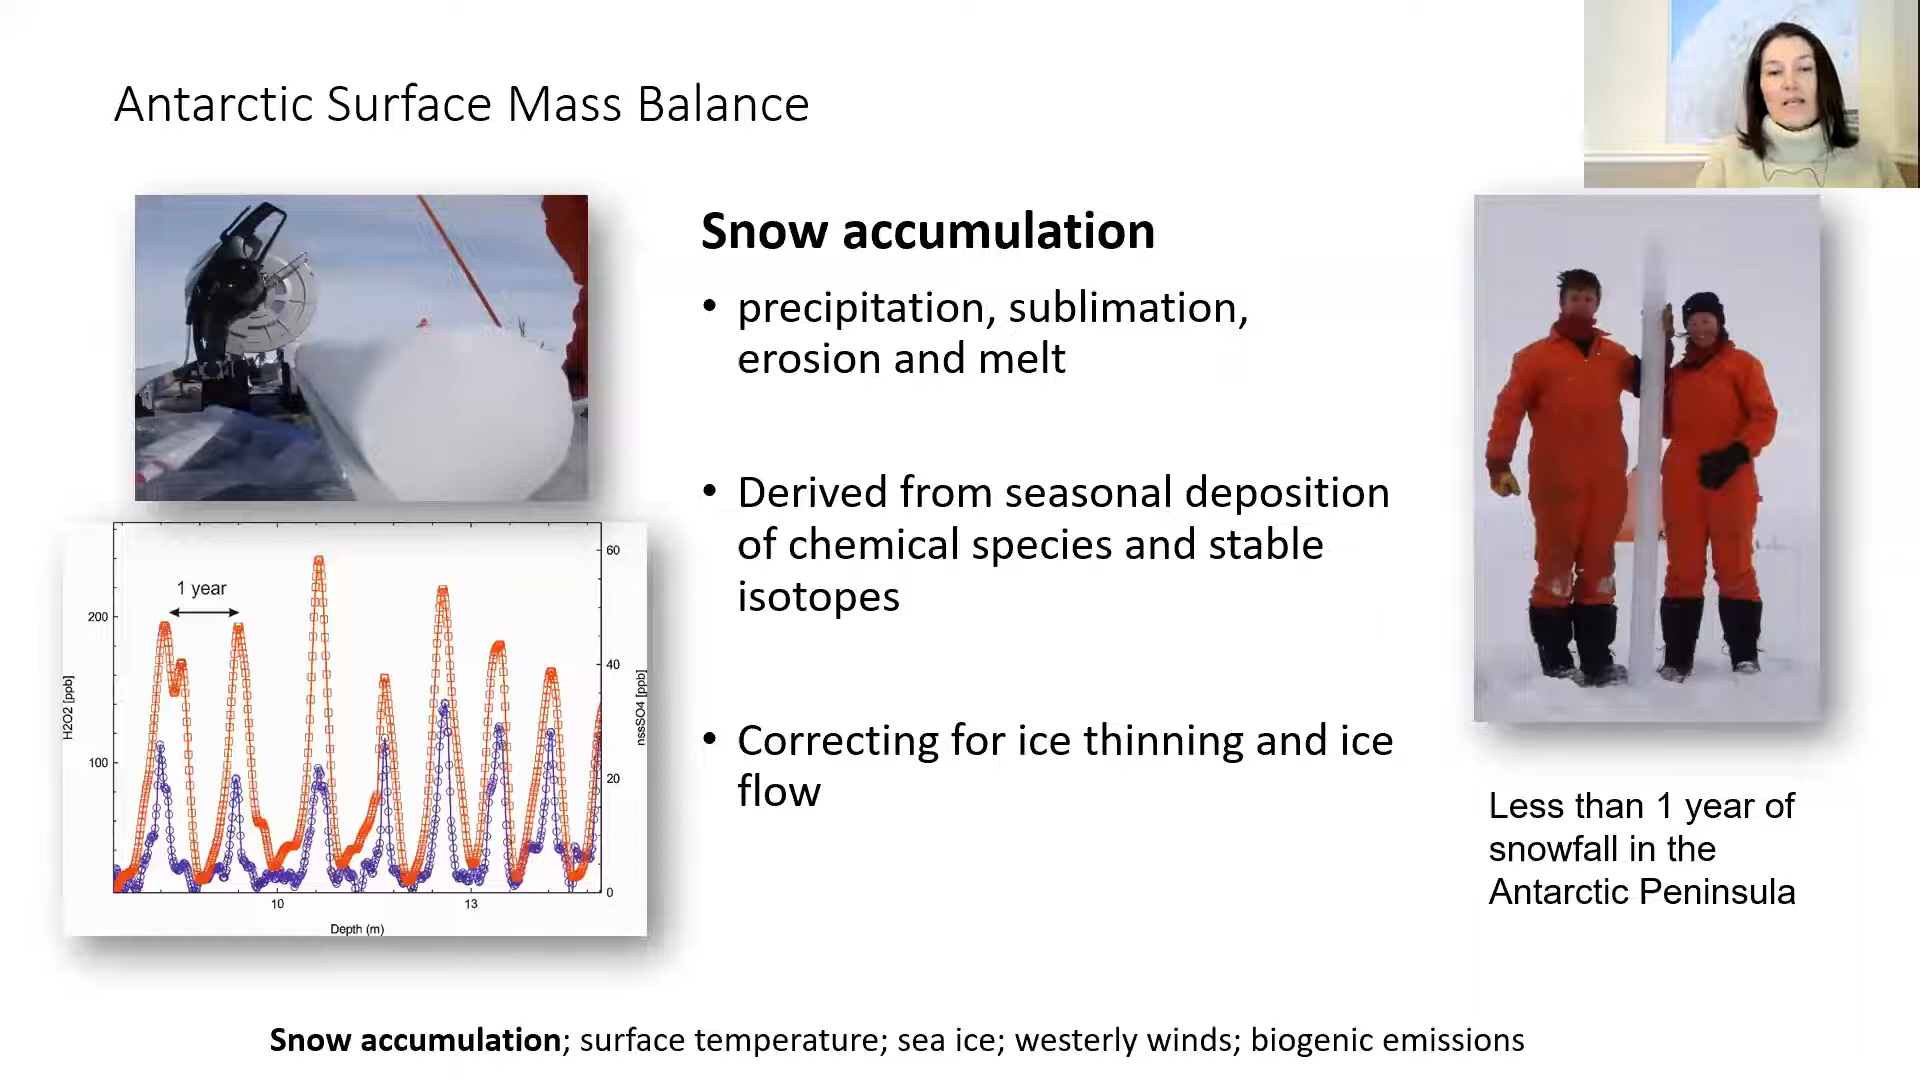 Antarctic Surface Mass Balance
Snow accumulation
• precipitation, sublimation,
erosion and melt
• Derived from seasonal deposition
of chemical species and stable
isotopes
• Correcting for ice thinning and ice
flow
1 year
200
100
H2O2 [ppb]
60
40
20
0
nssSO4 [ppb]
10
13
Depth (m)
Less than 1 year of
snowfall in the
Antarctic Peninsula
Snow accumulation; surface temperature; sea ice; westerly winds; biogenic emissions